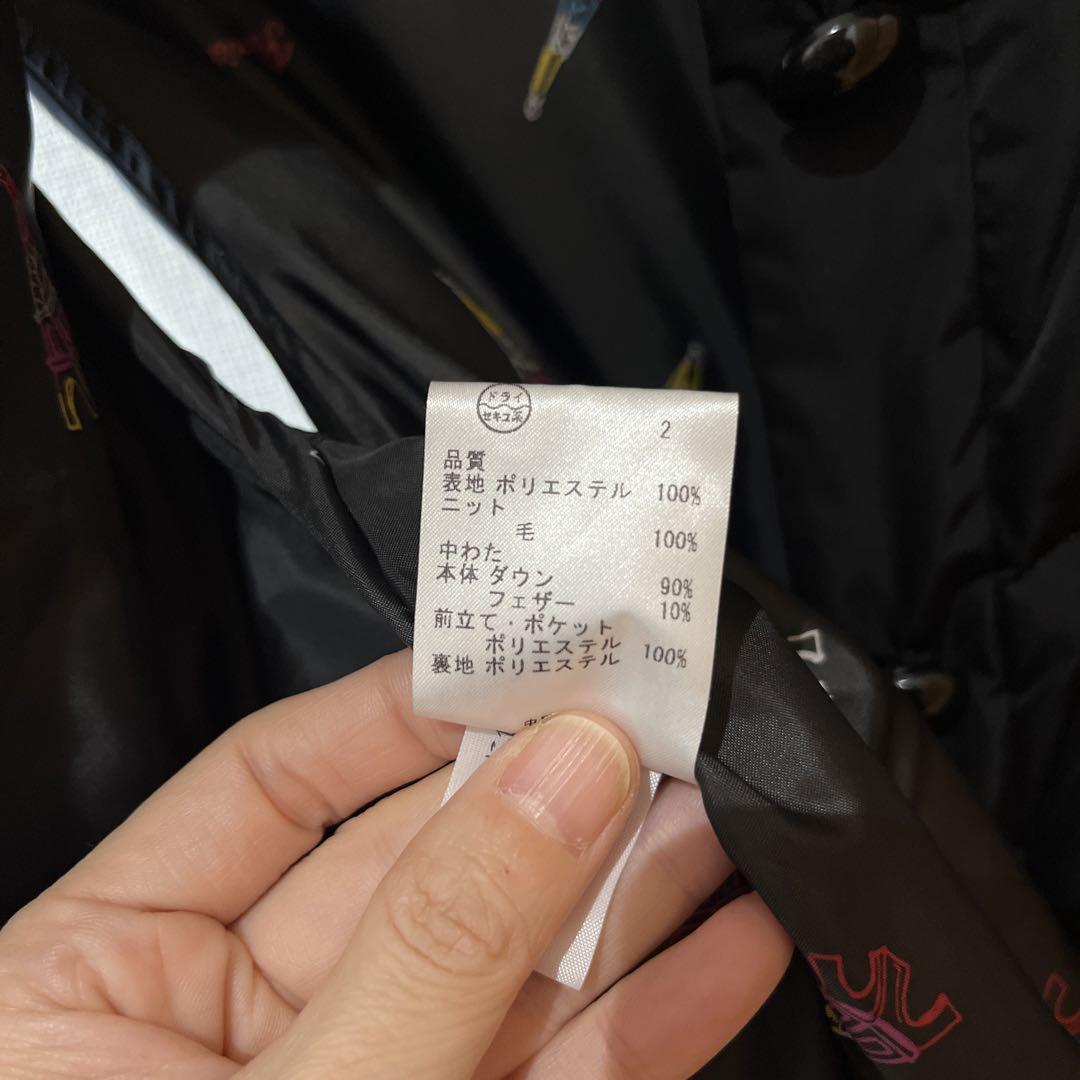 ドライ
セキユ系
2
品質
表地 ポリエステル 100%
ニット
毛 100%
中わた
本体 ダウン 90%
フェザー 10%
前立て・ポケット
ポリエステル 100%
裏地 ポリエステル